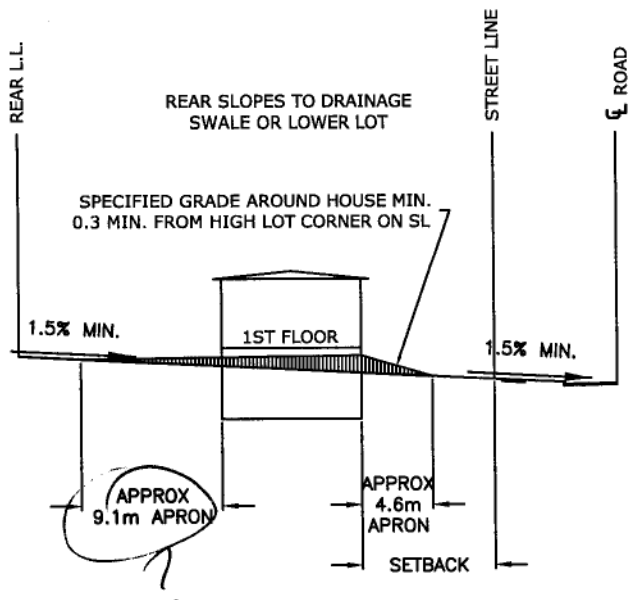 REAR L.L.
REAR SLOPES TO DRAINAGE
SWALE OR LOWER LOT
STREET LINE
℄ ROAD
SPECIFIED GRADE AROUND HOUSE MIN.
0.3 MIN. FROM HIGH LOT CORNER ON SL
1.5% MIN.
1ST FLOOR
1.5% MIN.
APPROX
9.1m APRON
APPROX
4.6m
APRON
SETBACK